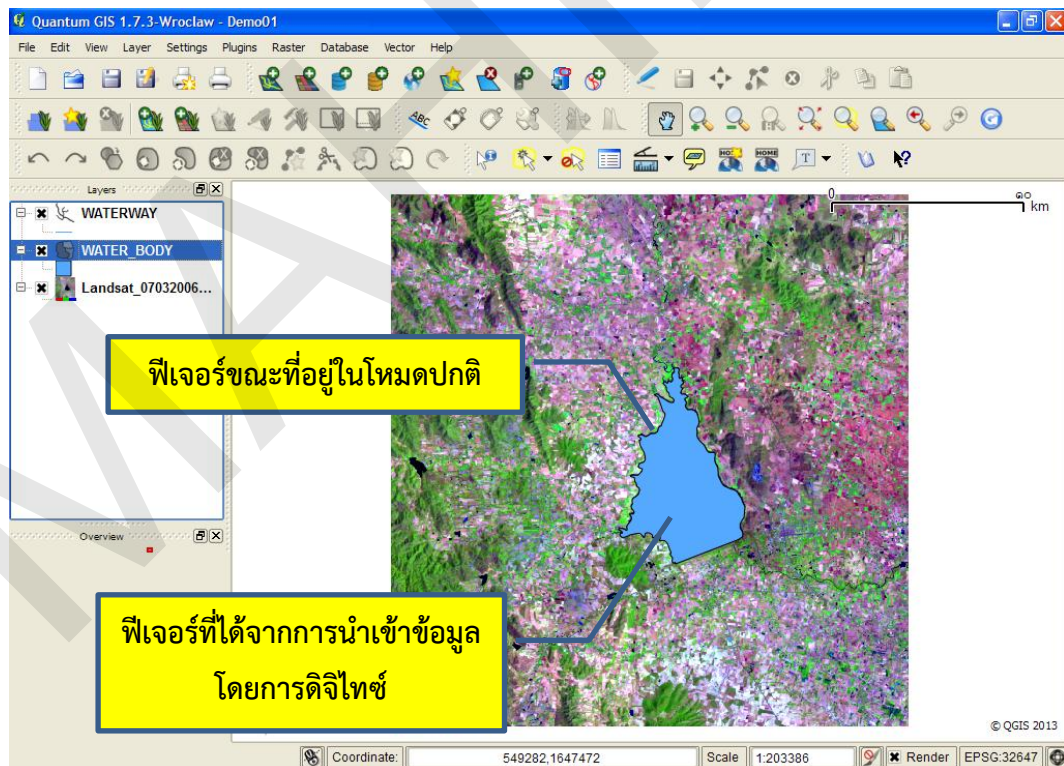 Quantum GIS 1.7.3-Wroclaw - Demo01
File Edit View Layer Settings Plugins Raster Database Vector Help
ABC
HOME
T
Layers
WATERWAY
WATER_BODY
Landsat_07032006...
0 ๑๐
km
ฟีเจอร์ขณะที่อยู่ในโหมดปกติ
Overview
ฟีเจอร์ที่ได้จากการนำเข้าข้อมูล
โดยการดิจิไทซ์
© QGIS 2013
Coordinate: 549282,1647472 Scale 1:203386 Render EPSG:32647